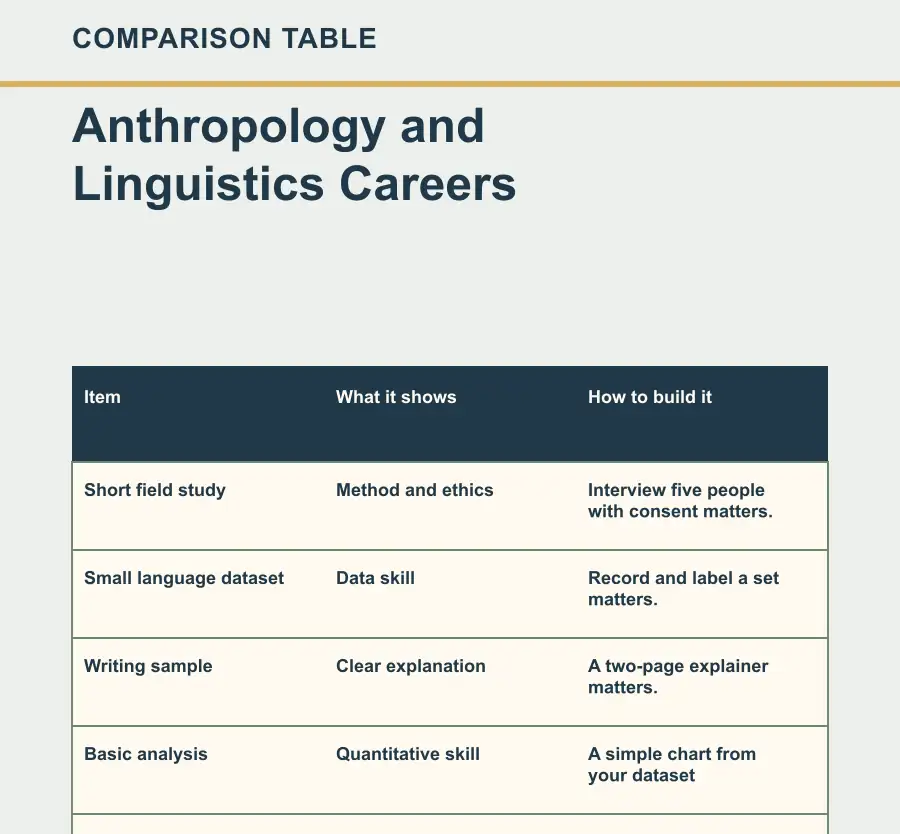 COMPARISON TABLE
Anthropology and
Linguistics Careers
Item
What it shows
How to build it
Short field study
Method and ethics
Interview five people
with consent matters.
Small language dataset
Data skill
Record and label a set
matters.
Writing sample
Clear explanation
A two-page explainer
matters.
Basic analysis
Quantitative skill
A simple chart from
your dataset